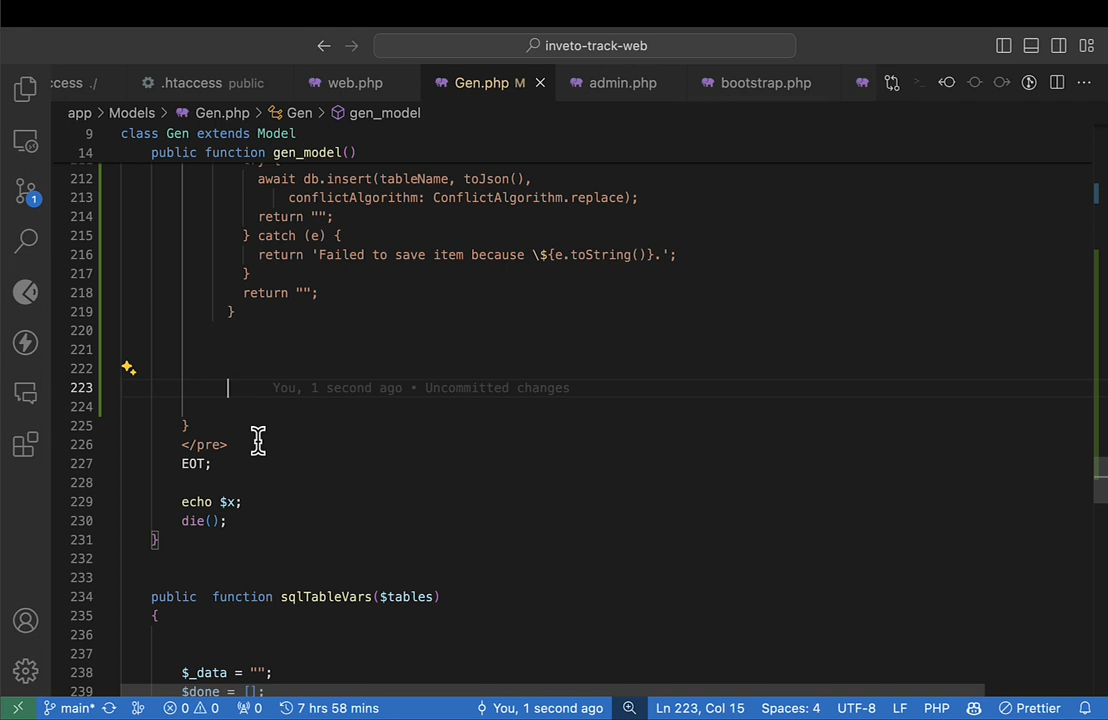 inveto-track-web
ccess ./
.htaccess public
web.php
Gen.php M
admin.php
bootstrap.php
app > Models > Gen.php > Gen > gen_model
9 class Gen extends Model
14 public function gen_model()
212 await db.insert(tableName, toJson(),
213 conflictAlgorithm: ConflictAlgorithm.replace);
214 return "";
215 } catch (e) {
216 return 'Failed to save item because \${e.toString()}.';
217 }
218 return "";
219 }
220
221
222
223 You, 1 second ago • Uncommitted changes
224
225 }
226 </pre>
227 EOT;
228
229 echo $x;
230 die();
231 }
232
233
234 public function sqlTableVars($tables)
235 {
236
237
238 $_data = "";
239 $done = [];
1
main* 0 0 0 7 hrs 58 mins You, 1 second ago Ln 223, Col 15 Spaces: 4 UTF-8 LF PHP Prettier